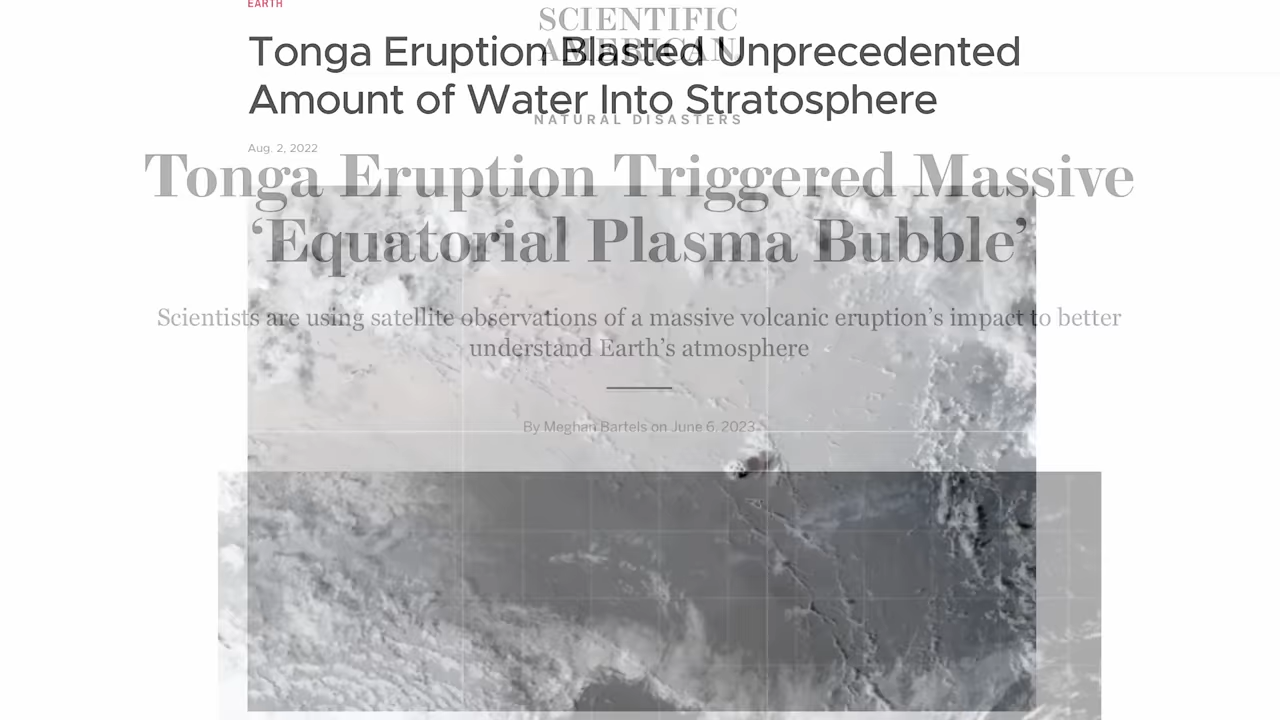 EARTH
SCIENTIFIC
AMERICAN
Tonga Eruption Blasted Unprecedented
Amount of Water Into Stratosphere
NATURAL DISASTERS
Aug. 2, 2022
Tonga Eruption Triggered Massive
‘Equatorial Plasma Bubble’
Scientists are using satellite observations of a massive volcanic eruption’s impact to better
understand Earth’s atmosphere
By Meghan Bartels on June 6, 2023